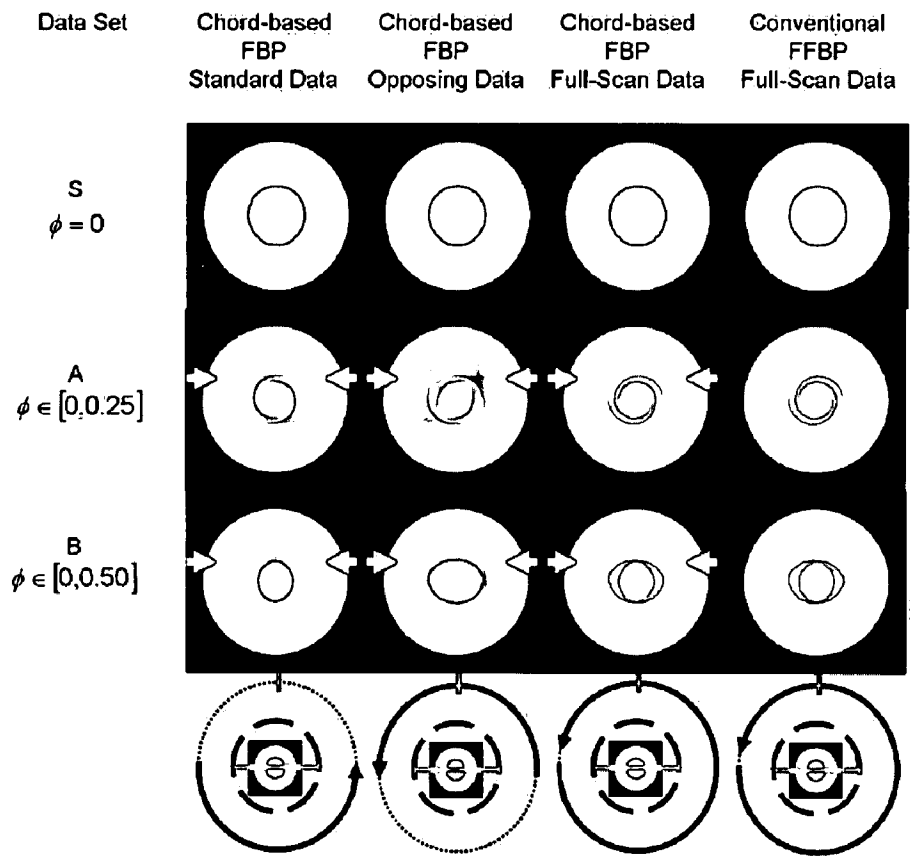 Data Set
Chord-based
FBP
Standard Data
Chord-based
FBP
Opposing Data
Chord-based
FBP
Full-Scan Data
Conventional
FFBP
Full-Scan Data
S
ϕ = 0
A
ϕ ∈ [0,0.25]
B
ϕ ∈ [0,0.50]